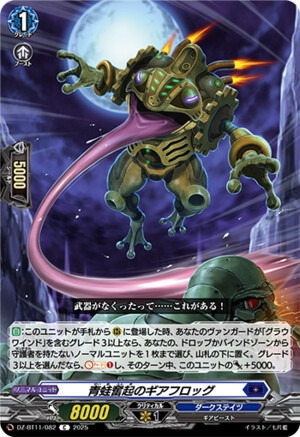 1
グレード
ブースト
5000
シールド
武器がなくったって……これがある！
ノーマルユニット
:このユニットが手札から に登場した時、あなたのヴァンガードが「グラウ
ワインド」を含むグレード3以上なら、あなたの、ドロップかバインドゾーンから
守護者を持たないノーマルユニットを１枚まで選び、山札の下に置く。グレード
3以上を選んだなら、 し、そのターン中、このユニットの +5000。
青蛙奮起のギアフロッグ
パワー
8000
クリティカル
1
ダークステイツ
ギアビースト
DZ-BT11/082 C 2025